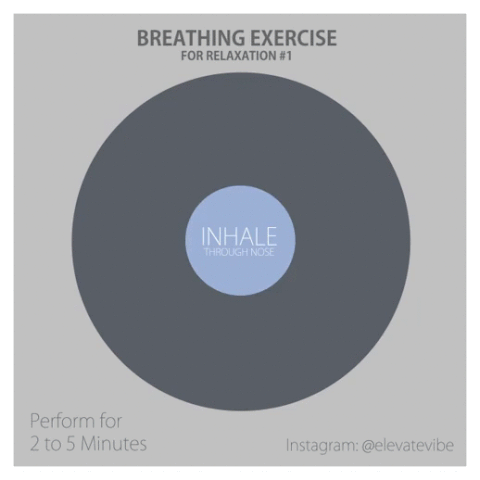 BREATHING EXERCISE
FOR RELAXATION #1
INHALE
THROUGH NOSE
Perform for
2 to 5 Minutes
Instagram: @elevatevibe